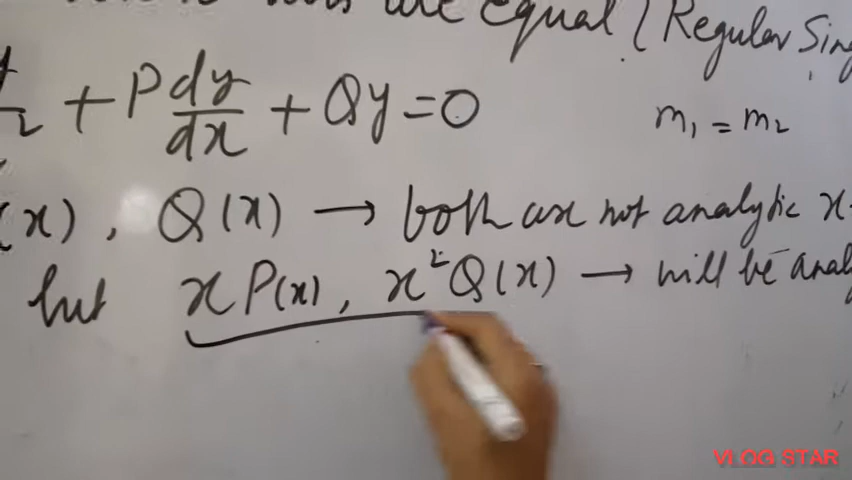 are equal (Regular Sin
+ P dy/dx + Qy = 0
m₁ = m₂
(x), Q(x) → both are not analytic x
but xP(x), x²Q(x) → will be analy
VLOG STAR